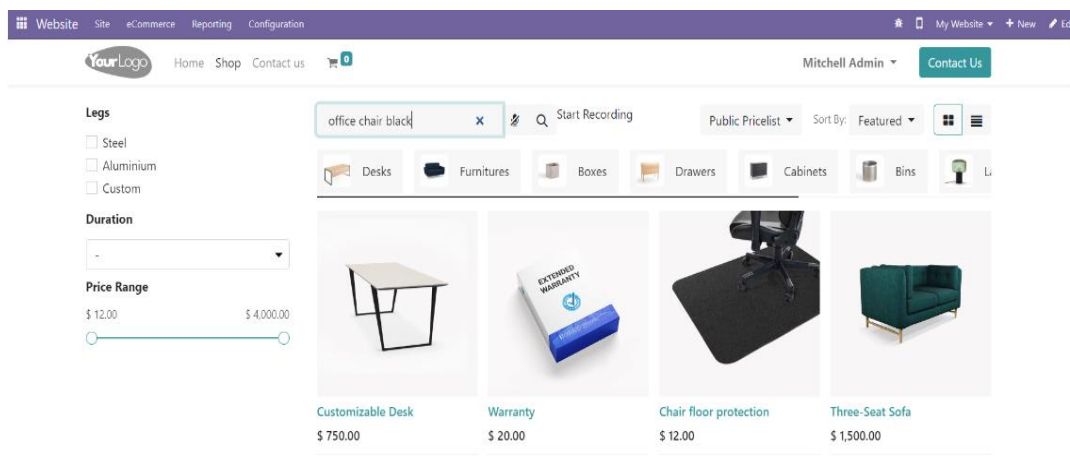 Website Site eCommerce Reporting Configuration
My Website + New Ed
YourLogo Home Shop Contact us 0 Mitchell Admin Contact Us
Legs
Steel
Aluminium
Custom
Duration
-
Price Range
$ 12.00 $ 4,000.00
office chair black Start Recording Public Pricelist Sort By: Featured
Desks Furnitures Boxes Drawers Cabinets Bins La
EXTENDED
WARRANTY
Customizable Desk Warranty Chair floor protection Three-Seat Sofa
$ 750.00 $ 20.00 $ 12.00 $ 1,500.00